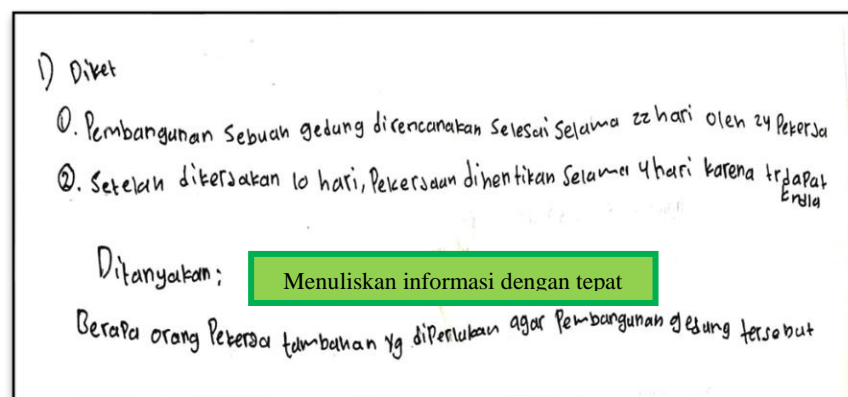 1) Diket
①. Pembangunan Sebuah gedung direncanakan Selesai Selama 22 hari oleh 24 Pekerja
②. Setelah dikerjakan 10 hari, Pekerjaan dihentikan Selama 4 hari karena trdapat
Ditanyakan;
Menuliskan informasi dengan tepat
Berapa orang Pekerja tambahan yg diperlukan agar Pembangunan gedung tersebut